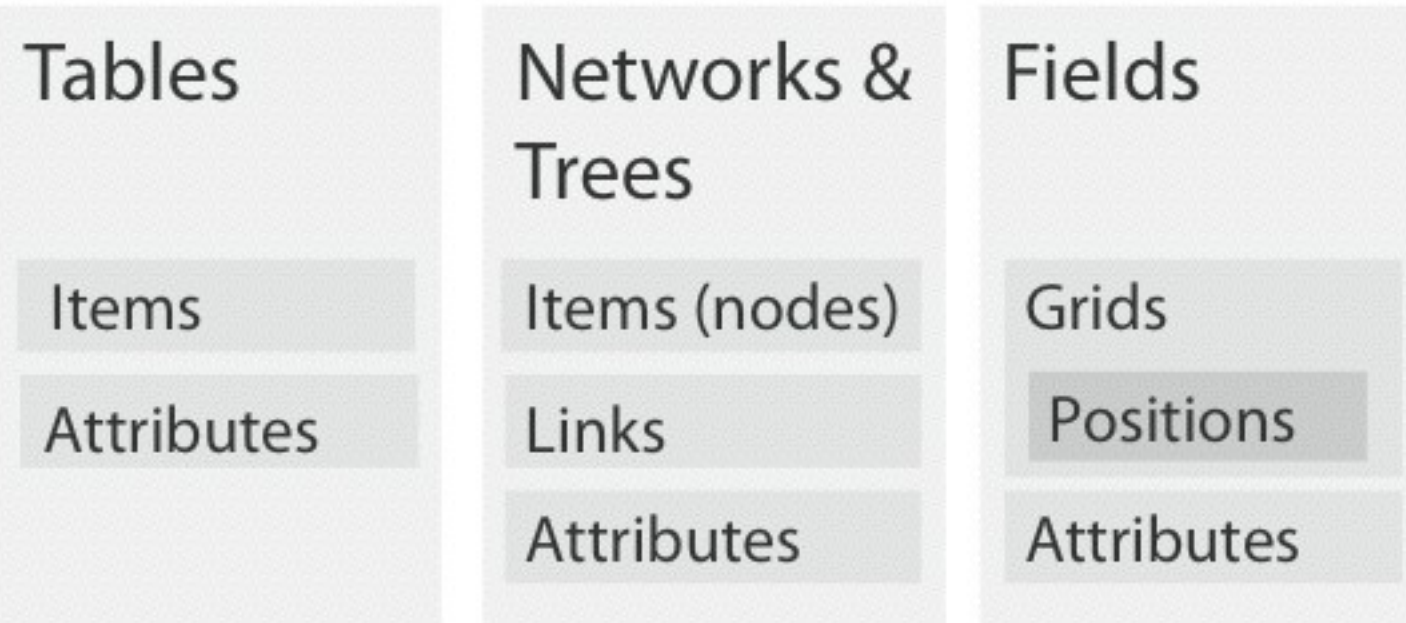 Tables
Items
Attributes
Networks &
Trees
Items (nodes)
Links
Attributes
Fields
Grids
Positions
Attributes